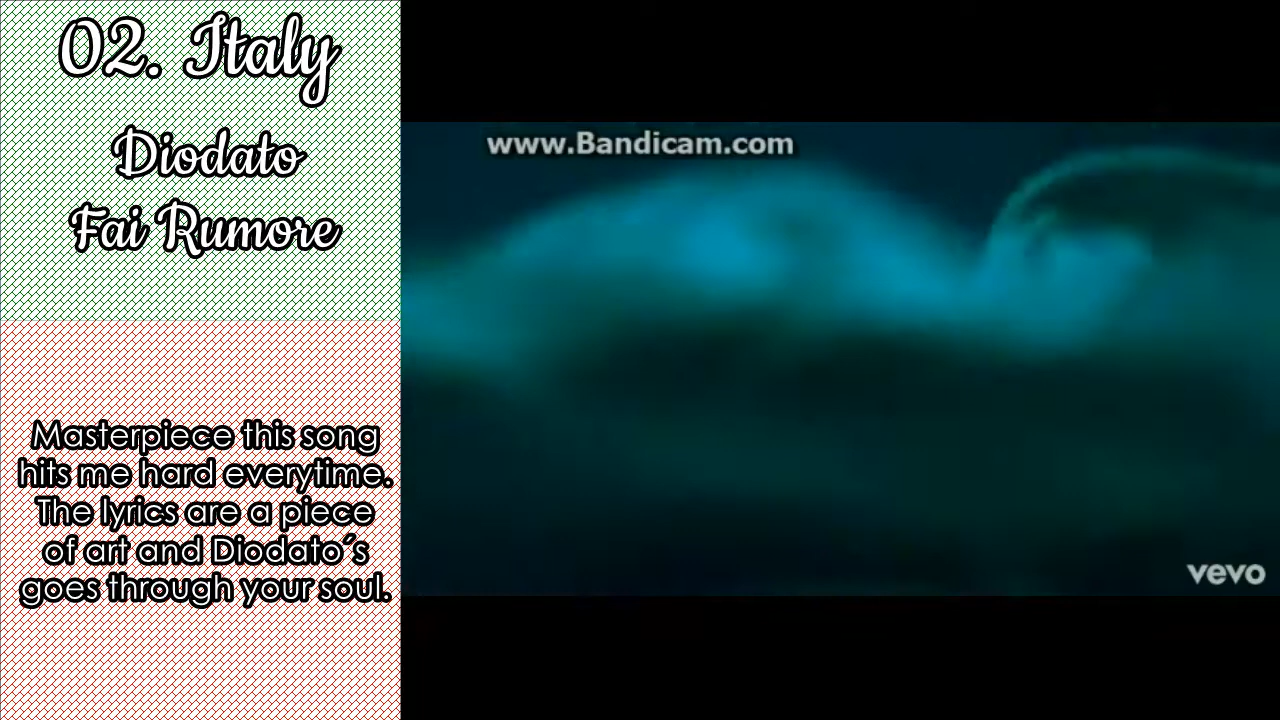 02. Italy
Diodato
Fai Rumore
Masterpiece this song
hits me hard everytime.
The lyrics are a piece
of art and Diodato´s
goes through your soul.
www.Bandicam.com
vevo